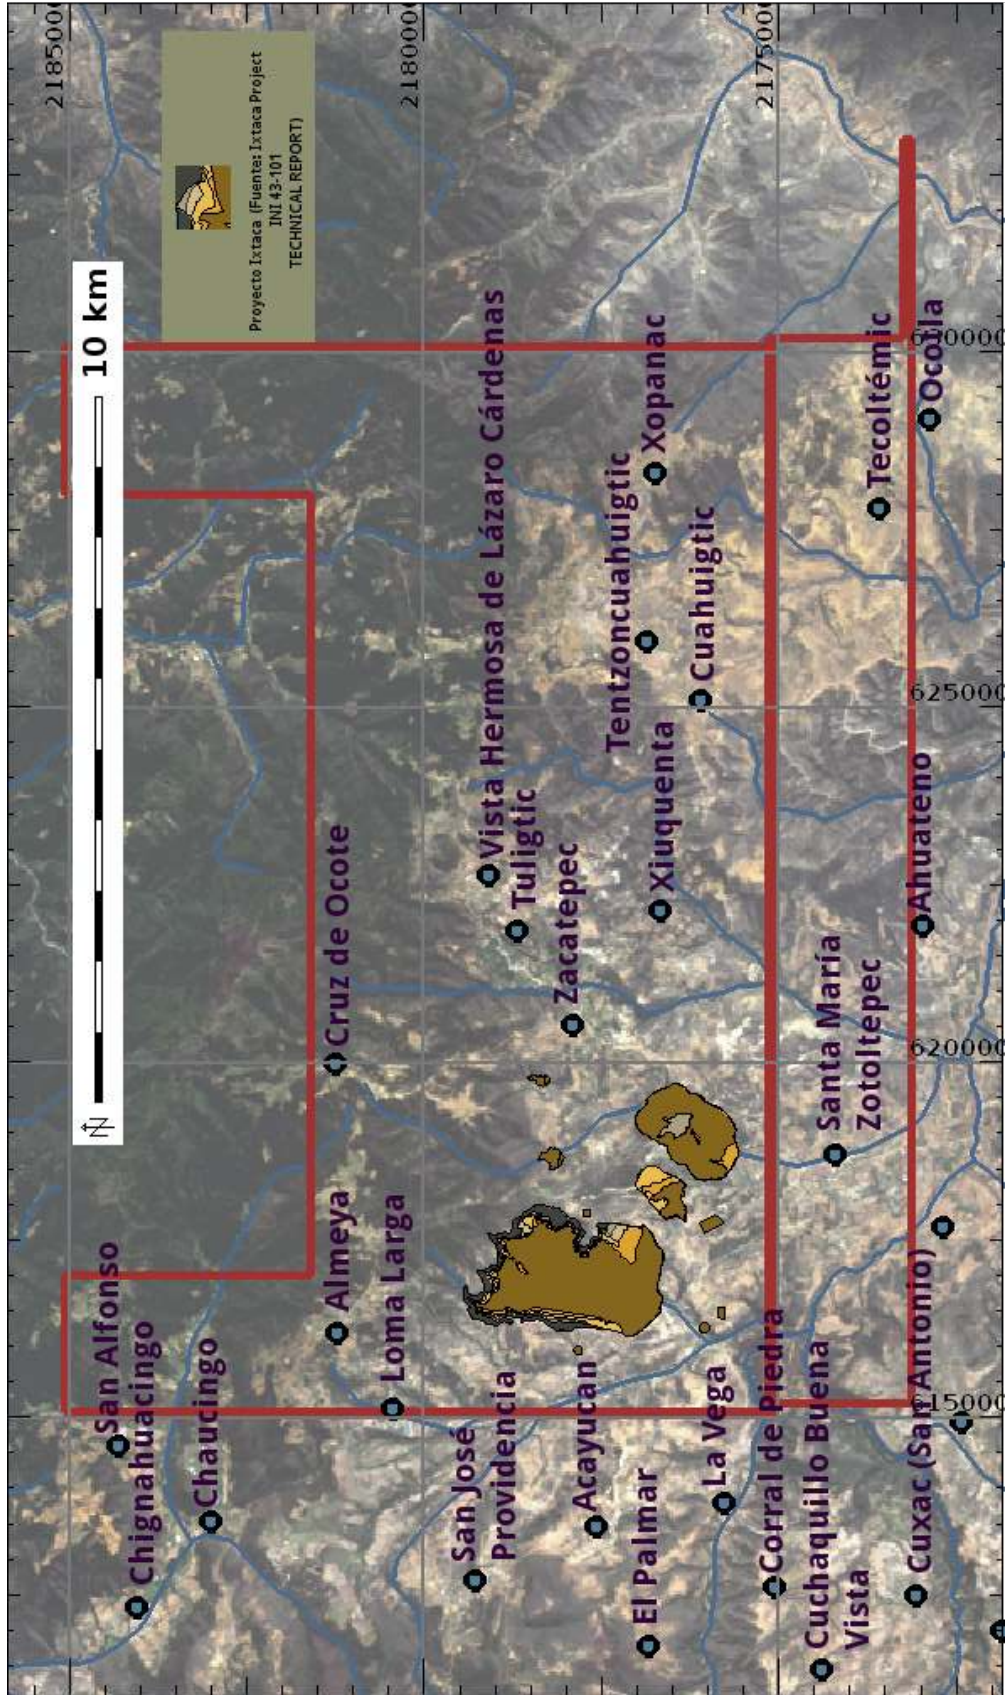 10 km
N
Proyecto Ixtaca (Fuente: Ixtaca Project
INI 43-101
TECHNICAL REPORT)
2185000
2180000
2175000
615000
620000
625000
630000
San Alfonso
Chignahuacingo
Chaucingo
Almeya
Loma Larga
Cruz de Ocote
San José
Providencia
Acayucan
El Palmar
La Vega
Corral de Piedra
Cuchaquillo Buena
Vista
Cuxac (San Antonio)
Vista Hermosa de Lázaro Cárdenas
Tuligtic
Zacatepec
Xiuquenta
Tentzoncuahuigtic
Cuahuigtic
Xopanac
Santa María
Zotoltepec
Ahuateno
Tecoltémic
Ocotla